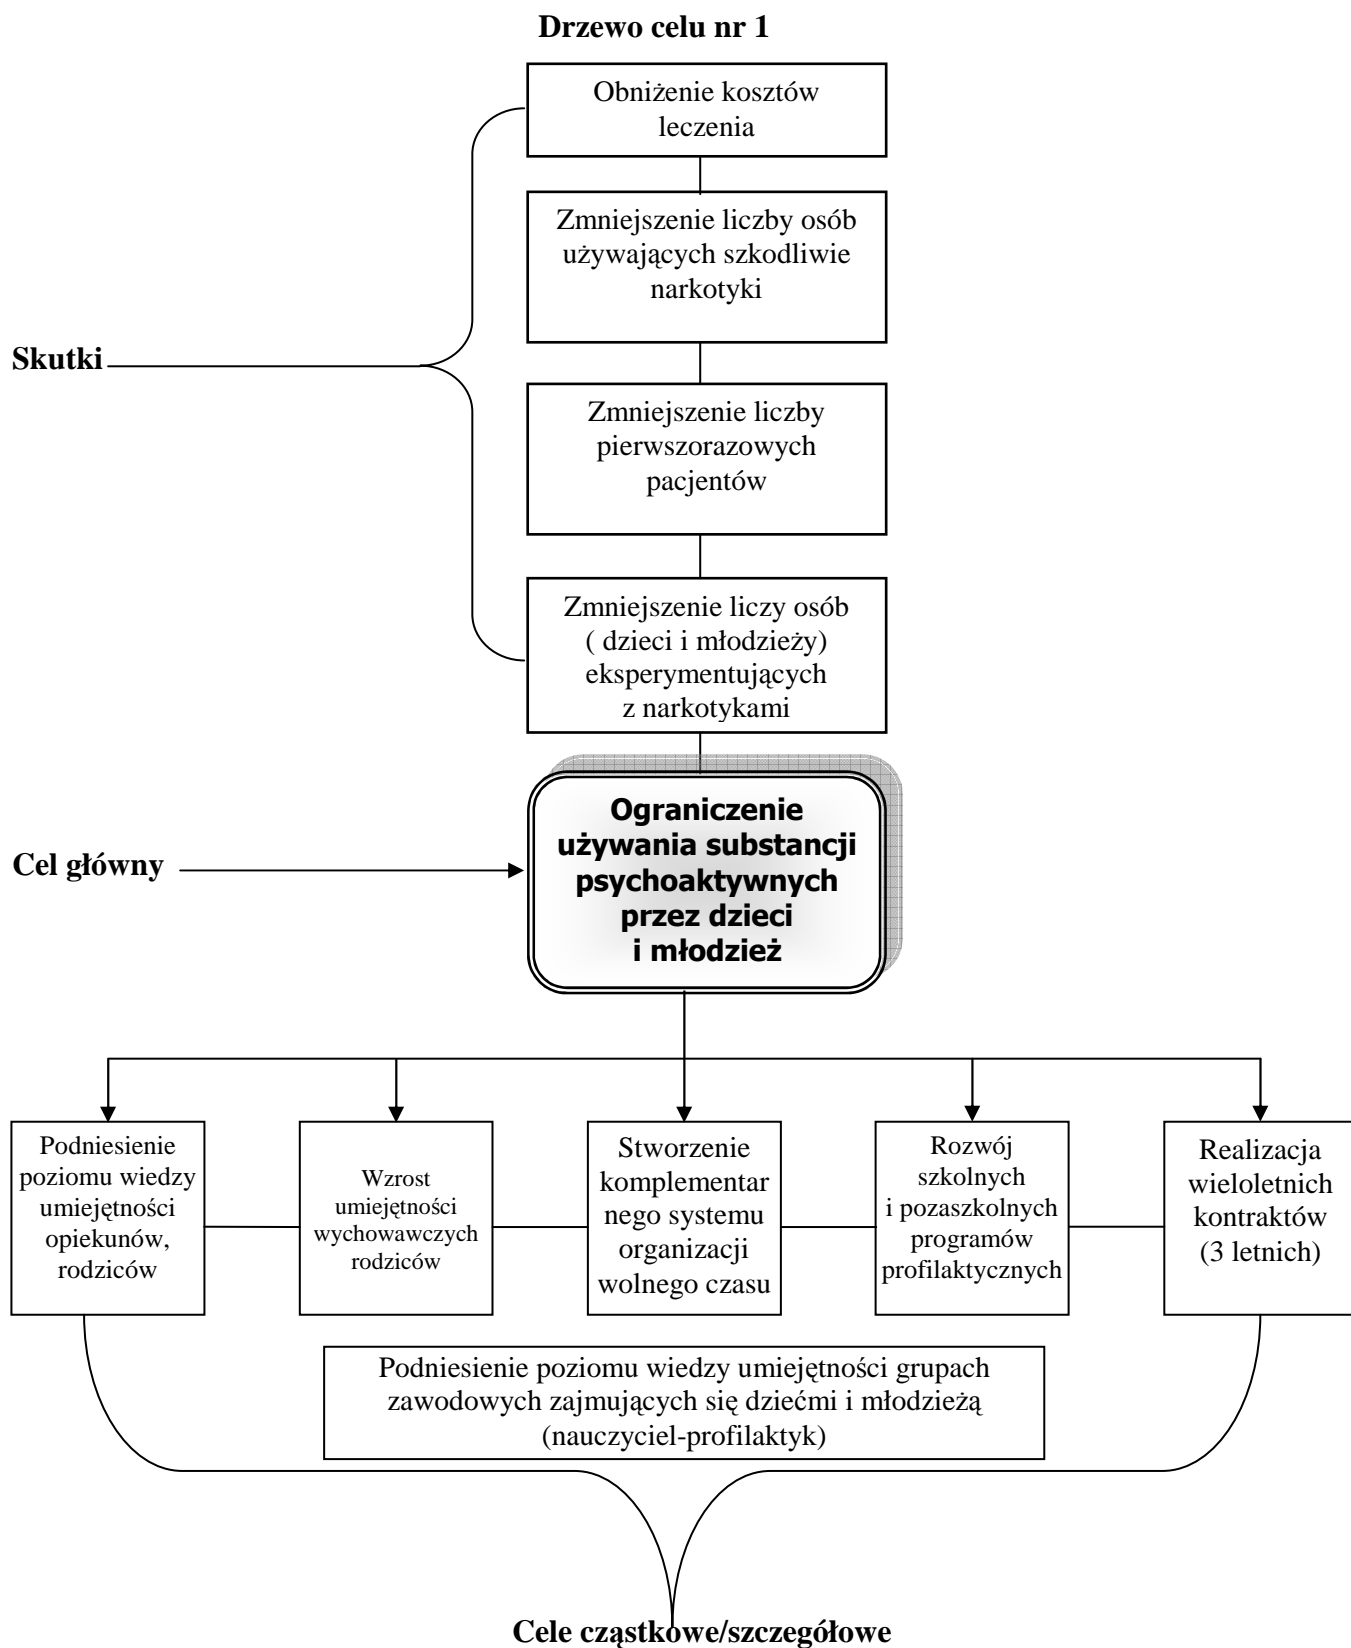 Drzewo celu nr 1
Obniżenie kosztów
leczenia
Zmniejszenie liczby osób
używających szkodliwie
narkotyki
Skutki
Zmniejszenie liczby
pierwszorazowych
pacjentów
Zmniejszenie liczy osób
( dzieci i młodzieży)
eksperymentujących
z narkotykami
Cel główny
Ograniczenie
używania substancji
psychoaktywnych
przez dzieci
i młodzież
Podniesienie
poziomu wiedzy
umiejętności
opiekunów,
rodziców
Wzrost
umiejętności
wychowawczych
rodziców
Stworzenie
komplementar
nego systemu
organizacji
wolnego czasu
Rozwój
szkolnych
i pozaszkolnych
programów
profilaktycznych
Realizacja
wieloletnich
kontraktów
(3 letnich)
Podniesienie poziomu wiedzy umiejętności grupach
zawodowych zajmujących się dziećmi i młodzieżą
(nauczyciel-profilaktyk)
Cele cząstkowe/szczegółowe